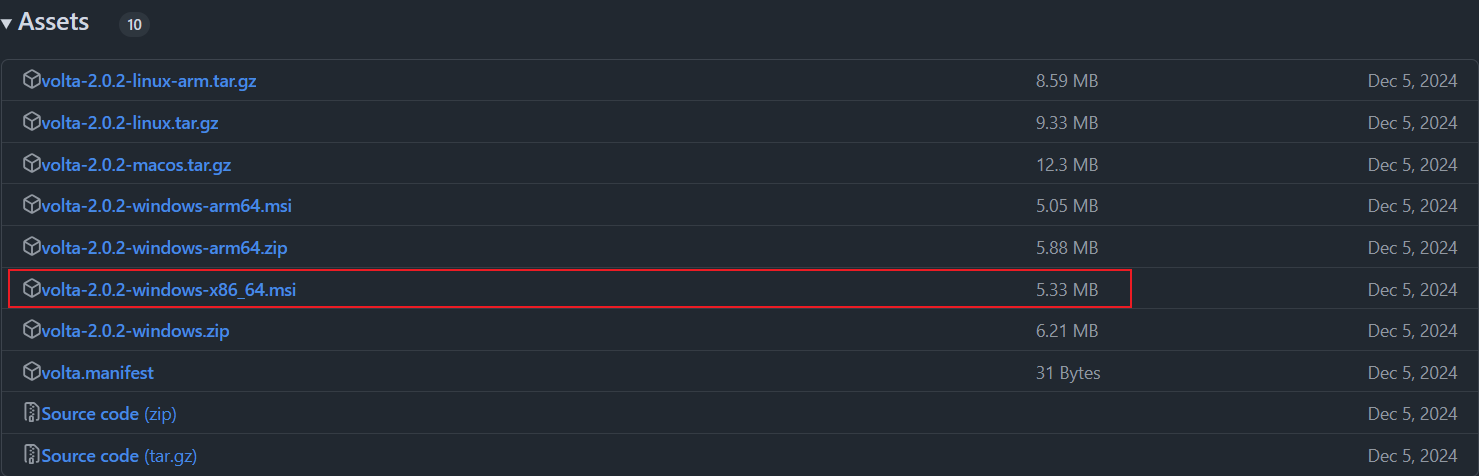 Assets 10
volta-2.0.2-linux-arm.tar.gz 8.59 MB Dec 5, 2024
volta-2.0.2-linux.tar.gz 9.33 MB Dec 5, 2024
volta-2.0.2-macos.tar.gz 12.3 MB Dec 5, 2024
volta-2.0.2-windows-arm64.msi 5.05 MB Dec 5, 2024
volta-2.0.2-windows-arm64.zip 5.88 MB Dec 5, 2024
volta-2.0.2-windows-x86_64.msi 5.33 MB Dec 5, 2024
volta-2.0.2-windows.zip 6.21 MB Dec 5, 2024
volta.manifest 31 Bytes Dec 5, 2024
Source code (zip) Dec 5, 2024
Source code (tar.gz) Dec 5, 2024